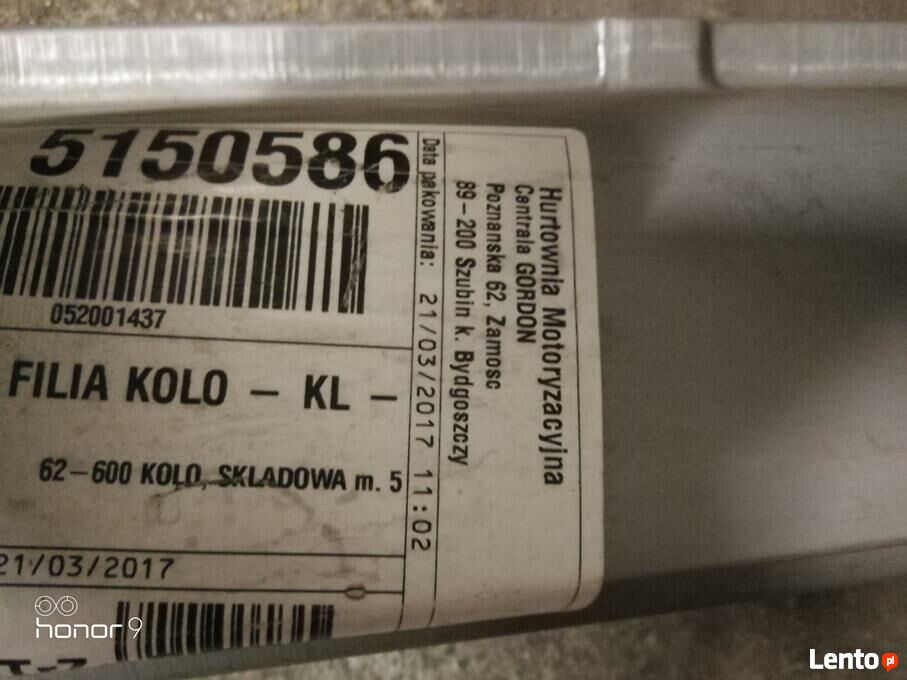 5150586
052001437
FILIA KOLO - KL -
62-600 KOLO, SKLADOWA m. 5
21/03/2017
Data pakowania: 21/03/2017 11:02
Hurtownia Motoryzacyjna
Centrala GORDON
Poznanska 62, Zamosc
89-200 Szubin k. Bydgoszczy
honor 9
Lento.pl